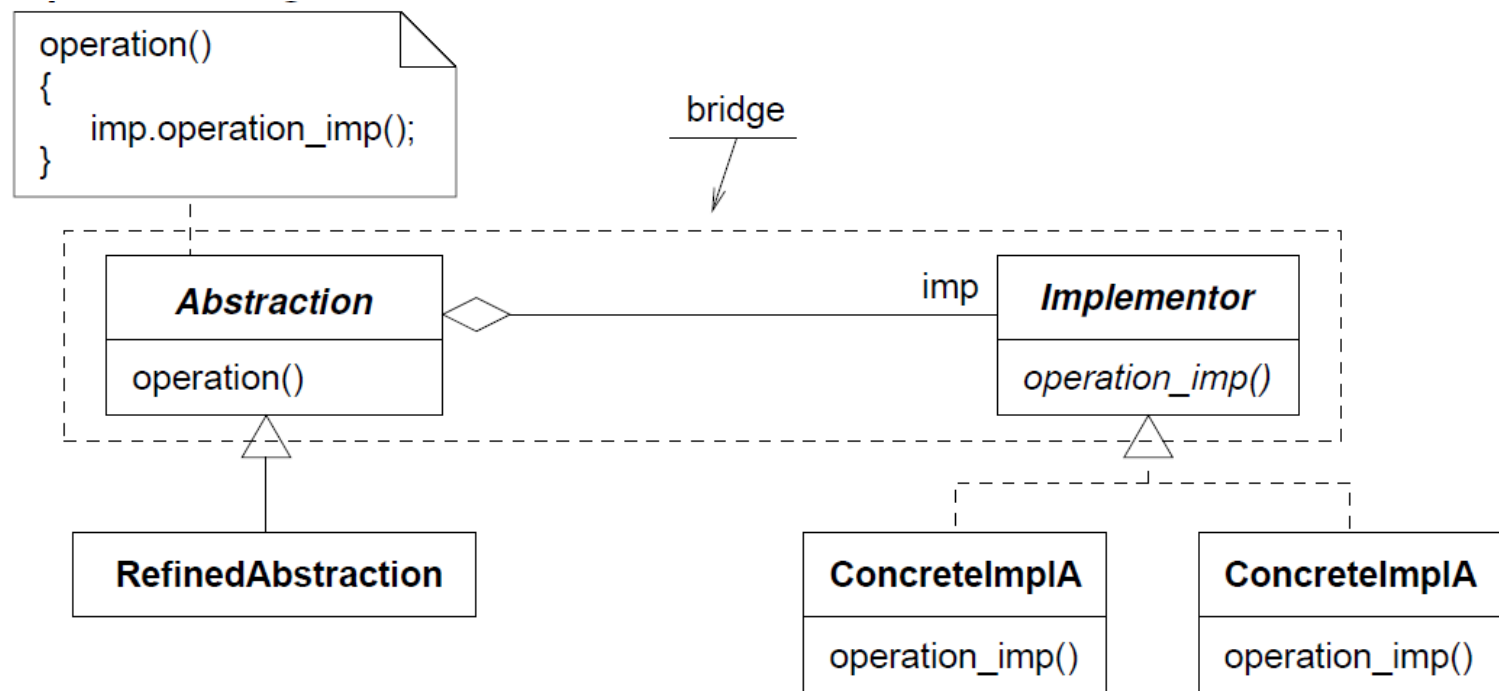 operation()
{
imp.operation_imp();
}
bridge
Abstraction
imp
Implementor
operation()
operation_imp()
RefinedAbstraction
ConcreteImplA
ConcreteImplA
operation_imp()
operation_imp()